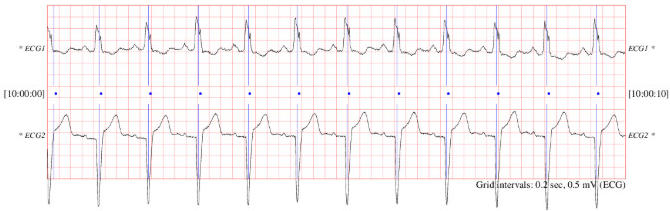 * ECG1 ECG1 *
[10:00:00] [10:00:10]
* ECG2 ECG2 *
Grid intervals: 0.2 sec, 0.5 mV (ECG)